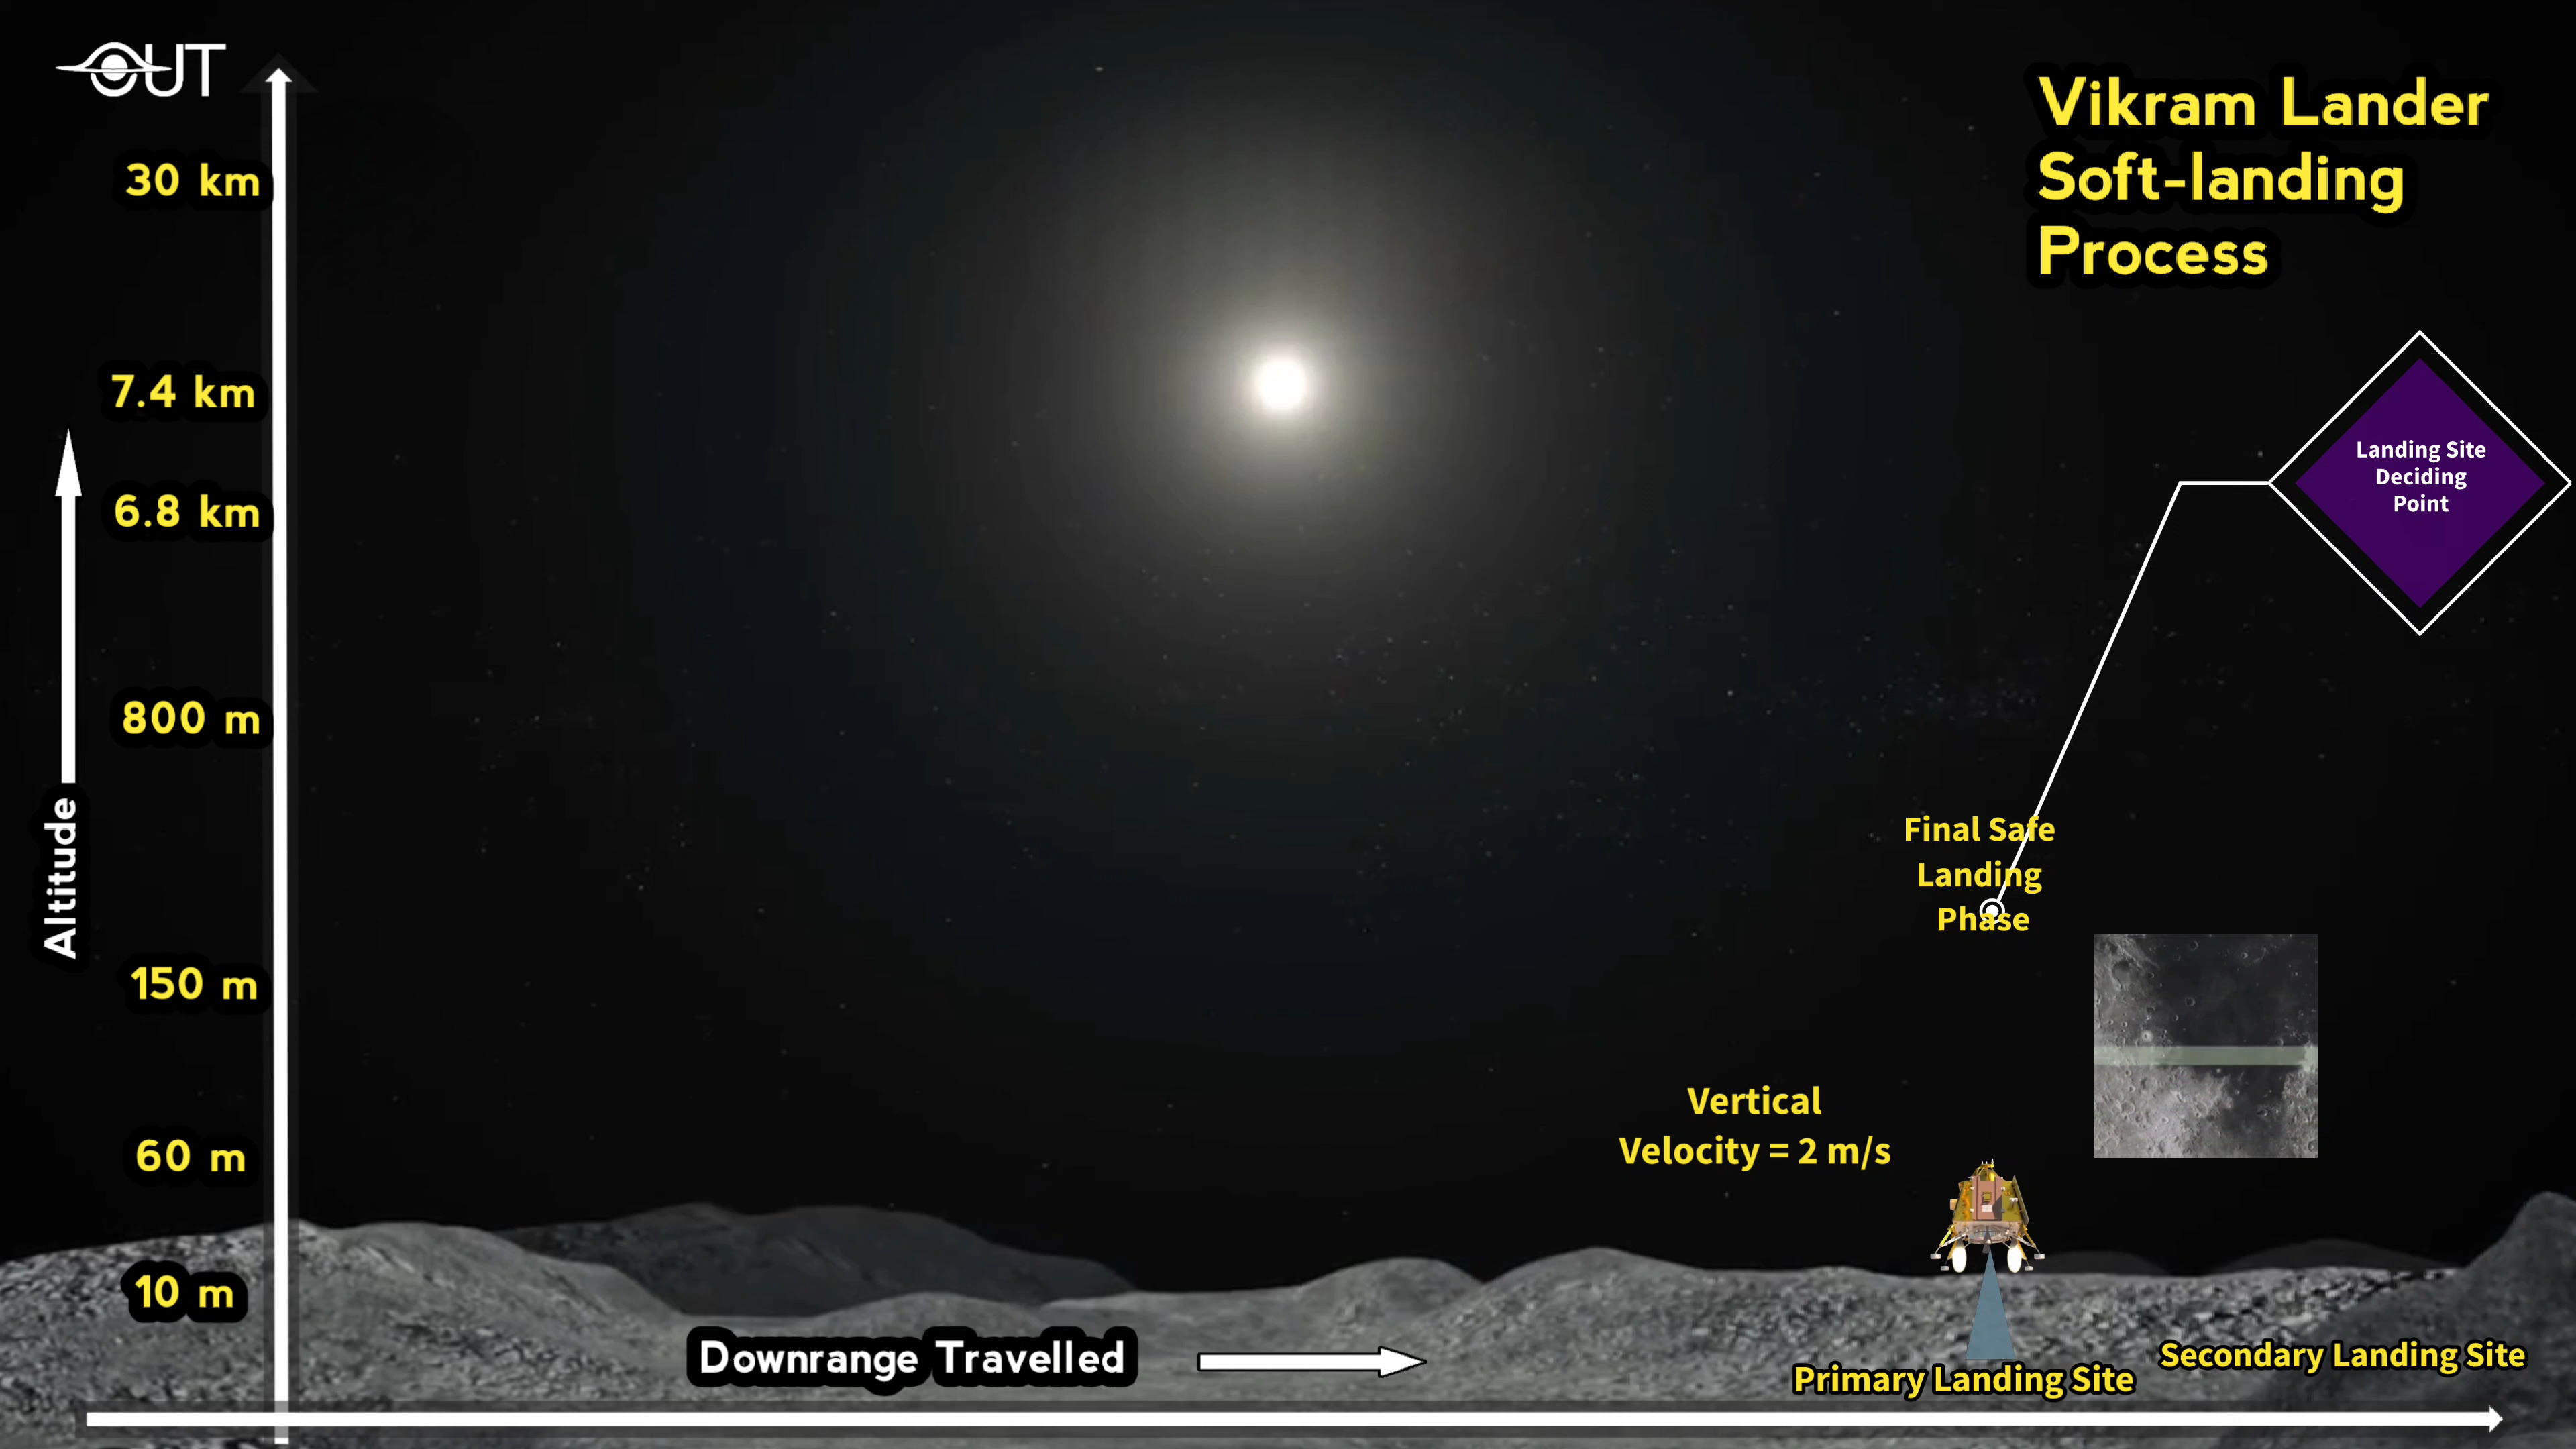 OUT
Vikram Lander
Soft-landing
Process
30 km
7.4 km
6.8 km
800 m
150 m
60 m
10 m
Altitude
Landing Site
Deciding
Point
Final Safe
Landing
Phase
Vertical
Velocity = 2 m/s
Downrange Travelled
Primary Landing Site
Secondary Landing Site